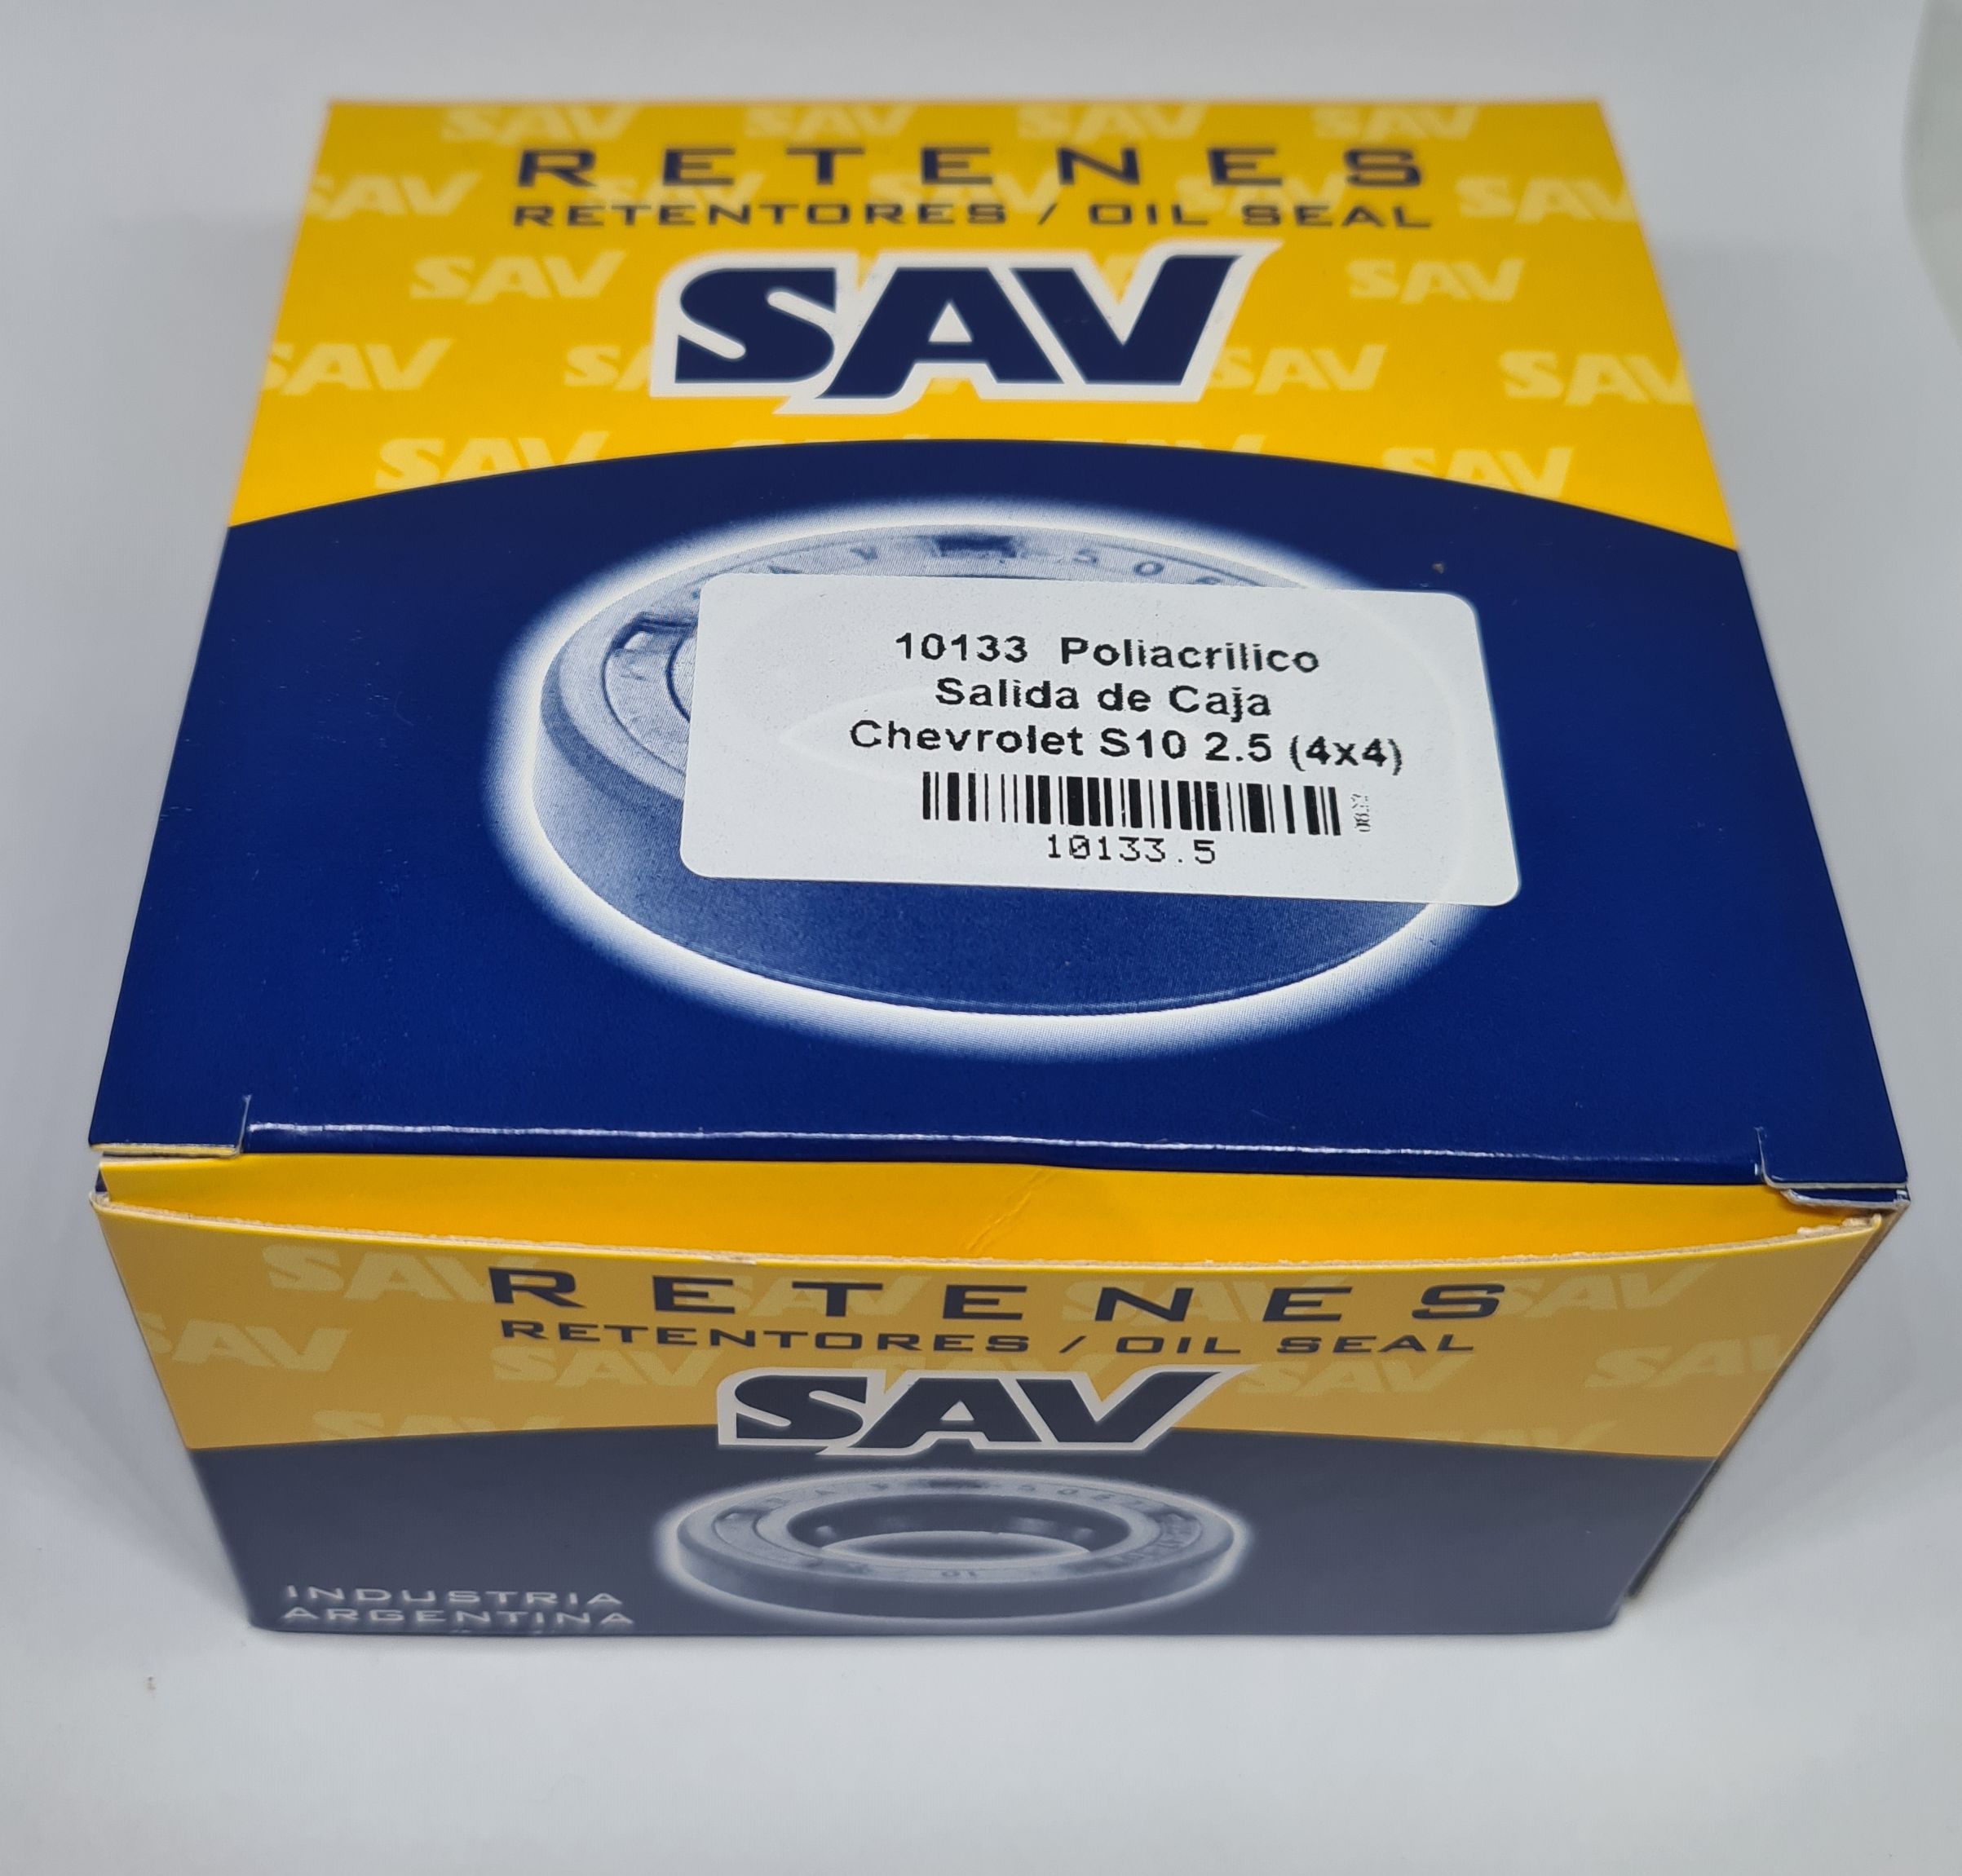 RETENES
RETENTORES / OIL SEAL
SAV
10133 Poliacrilico
Salida de Caja
Chevrolet S10 2.5 (4x4)
10133.5
RETENES
RETENTORES / OIL SEAL
SAV
INDUSTRIA
ARGENTINA